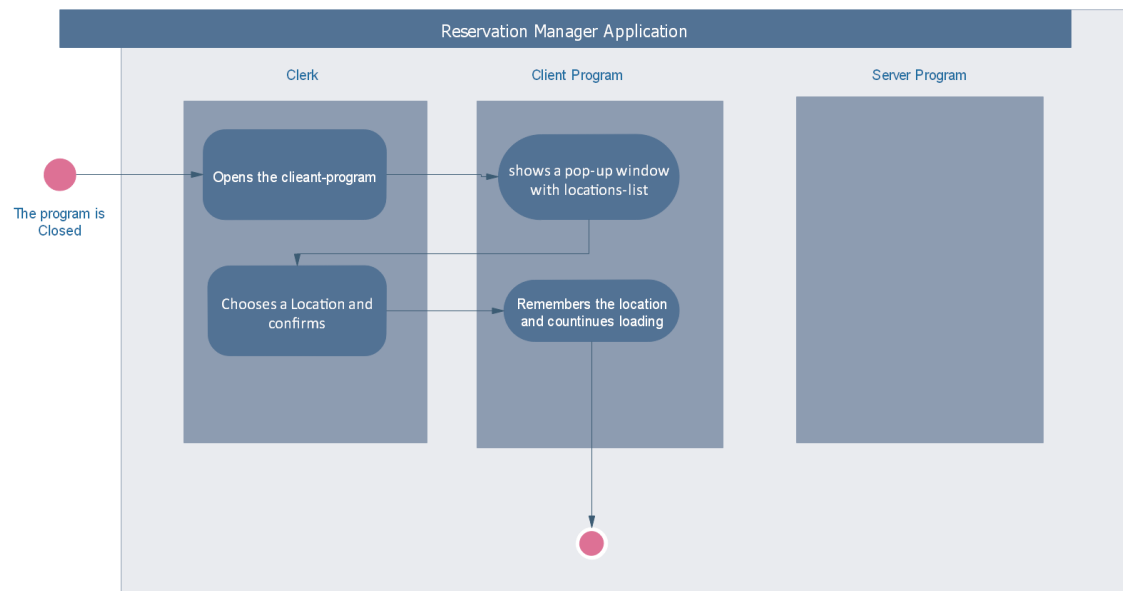 Reservation Manager Application
Clerk
Client Program
Server Program
Opens the clieant-program
shows a pop-up window
with locations-list
The program is
Closed
Chooses a Location and
confirms
Remembers the location
and countinues loading